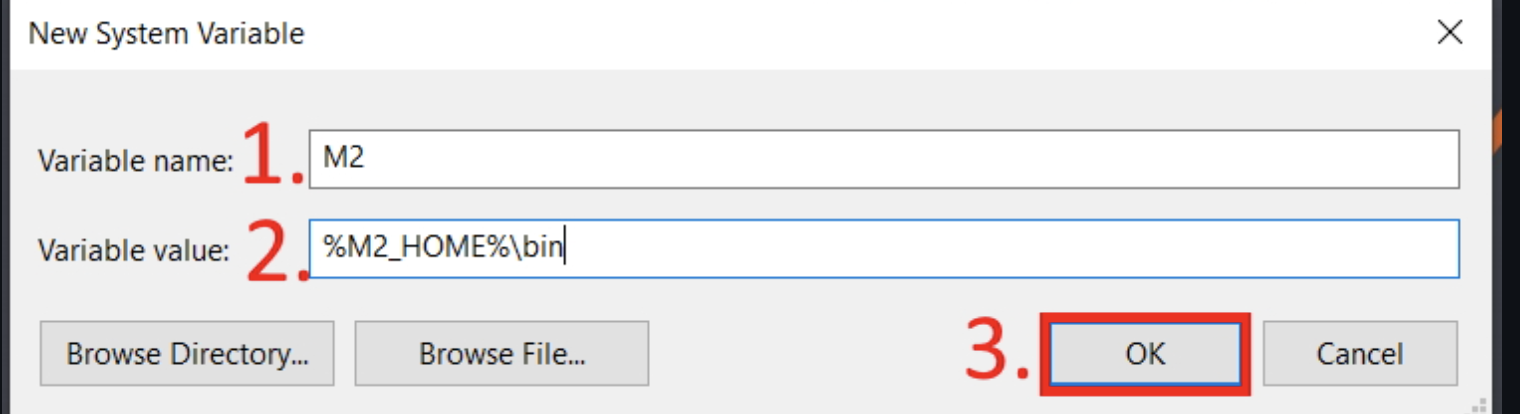 New System Variable
Variable name: 1. M2
Variable value: 2. %M2_HOME%\bin
Browse Directory... Browse File... 3. OK Cancel